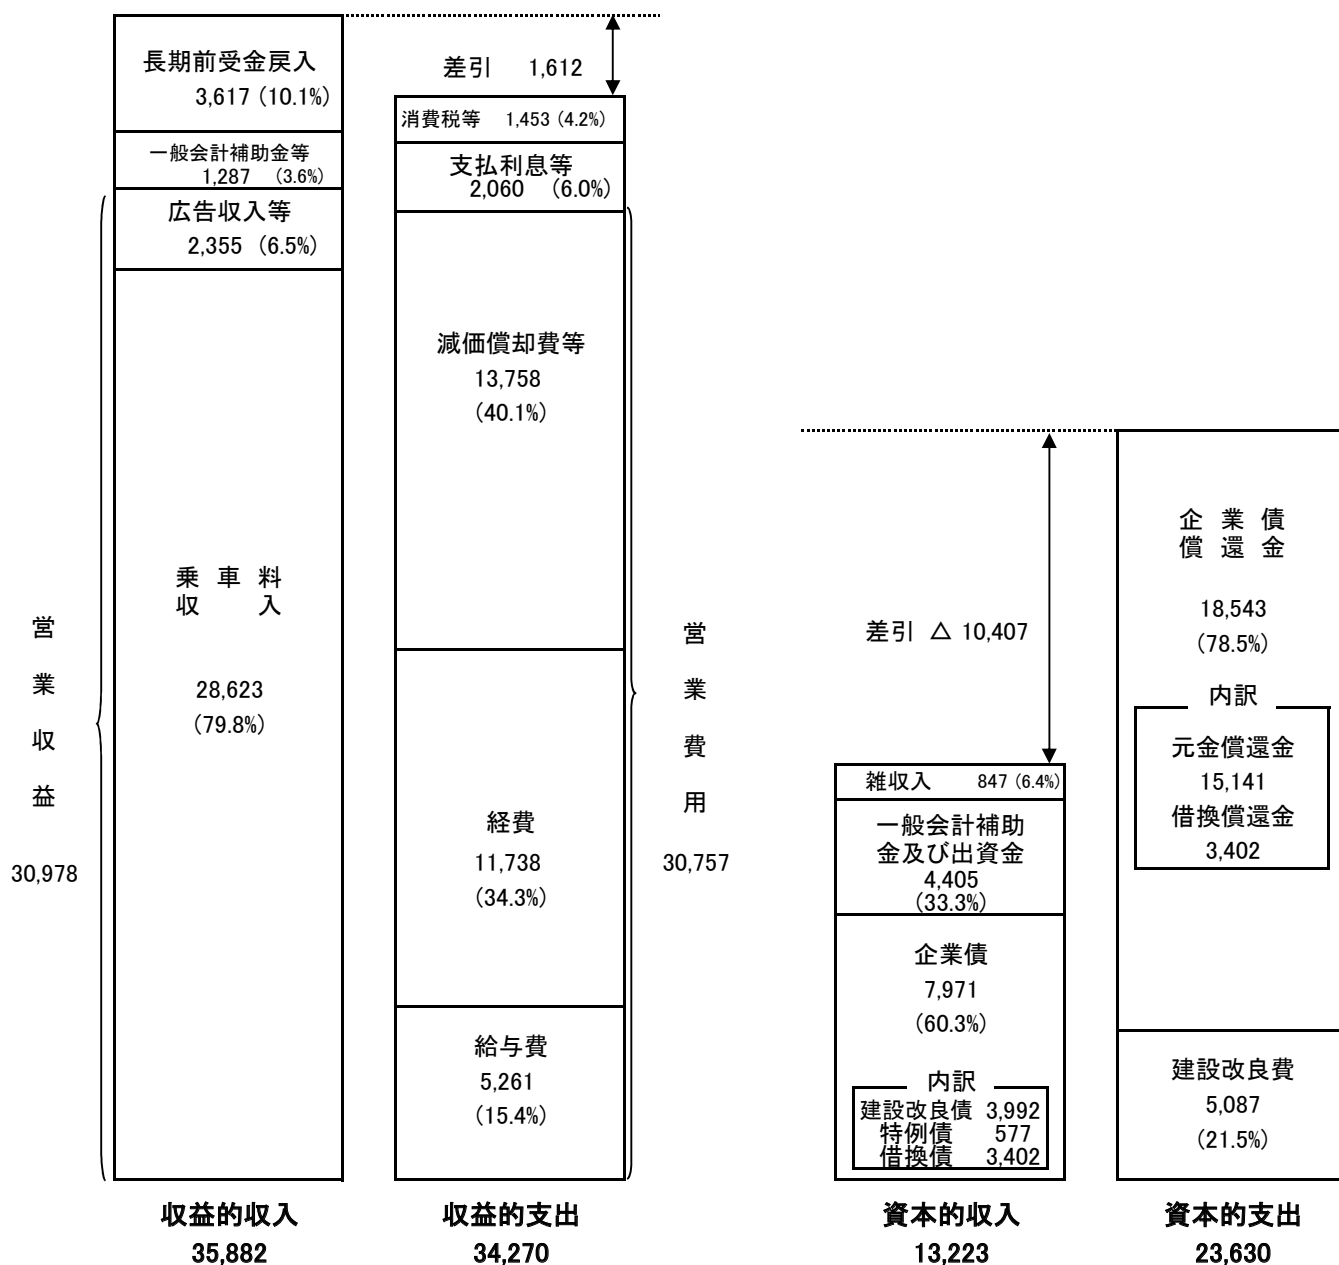 長期前受金戻入
3,617 (10.1%)
一般会計補助金等
1,287 (3.6%)
広告収入等
2,355 (6.5%)
乗車料
収入
28,623
(79.8%)
営業収益
30,978
収益的収入
35,882
差引 1,612
消費税等 1,453 (4.2%)
支払利息等
2,060 (6.0%)
減価償却費等
13,758
(40.1%)
経費
11,738
(34.3%)
給与費
5,261
(15.4%)
営業費用
30,757
収益的支出
34,270
差引 △ 10,407
雑収入 847 (6.4%)
一般会計補助
金及び出資金
4,405
(33.3%)
企業債
7,971
(60.3%)
内訳
建設改良債 3,992
特例債 577
借換債 3,402
資本的収入
13,223
企業債
償還金
18,543
(78.5%)
内訳
元金償還金
15,141
借換償還金
3,402
建設改良費
5,087
(21.5%)
資本的支出
23,630